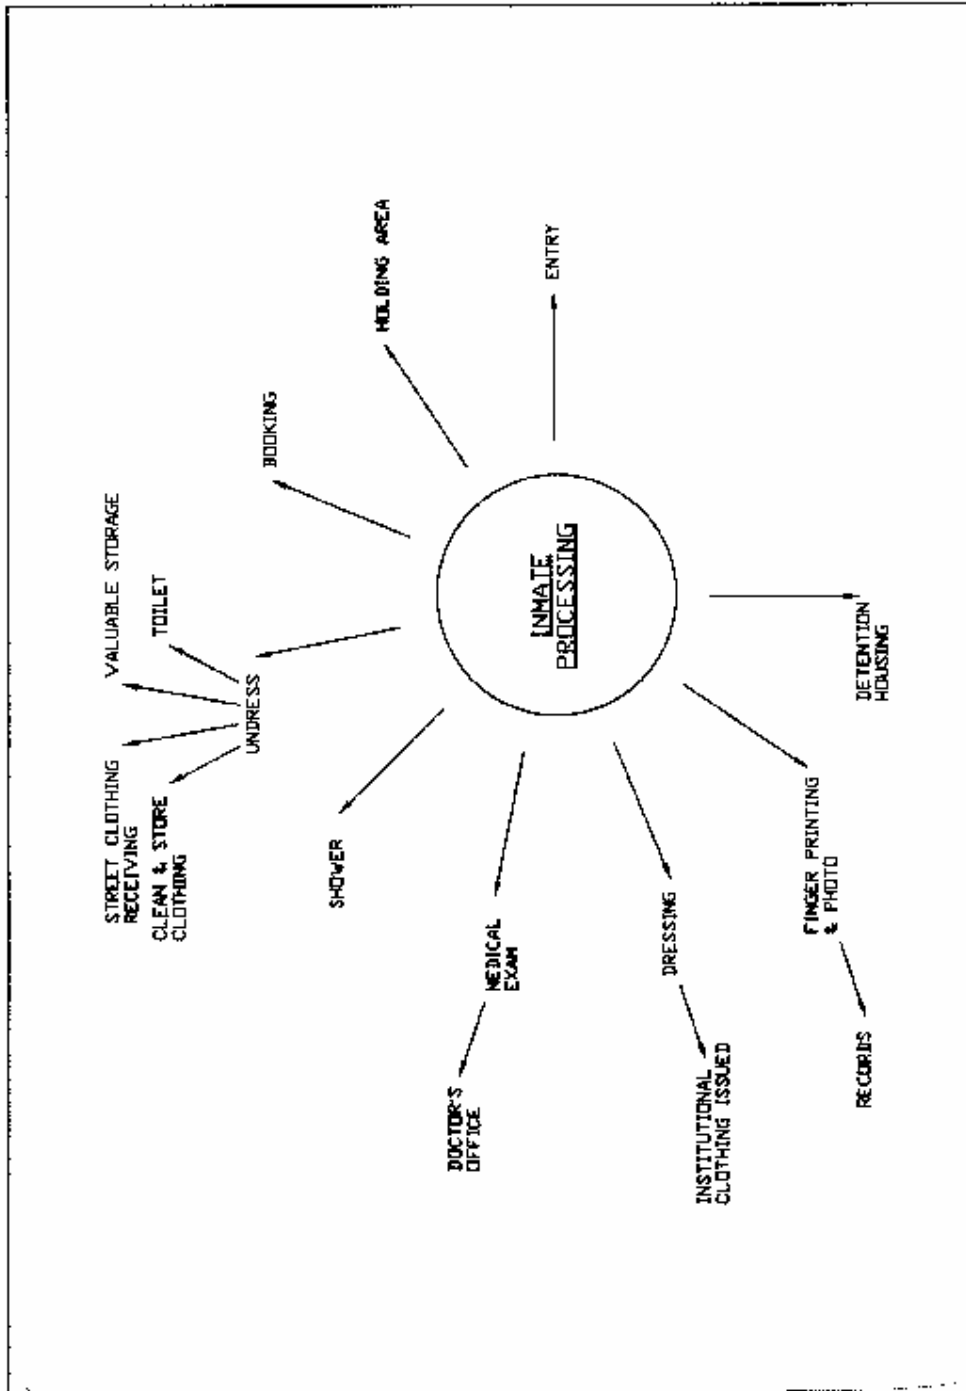 ENTRY
HOLDING AREA
BOOKING
VALUABLE STORAGE
TOILET
UNDRESS
STREET CLOTHING
RECEIVING
CLEAN & STORE
CLOTHING
SHOWER
INMATE
PROCESSING
MEDICAL
EXAM
DOCTOR'S
OFFICE
DRESSING
INSTITUTIONAL
CLOTHING ISSUED
FINGER PRINTING
& PHOTO
RECORDS
DETENTION
HOUSING